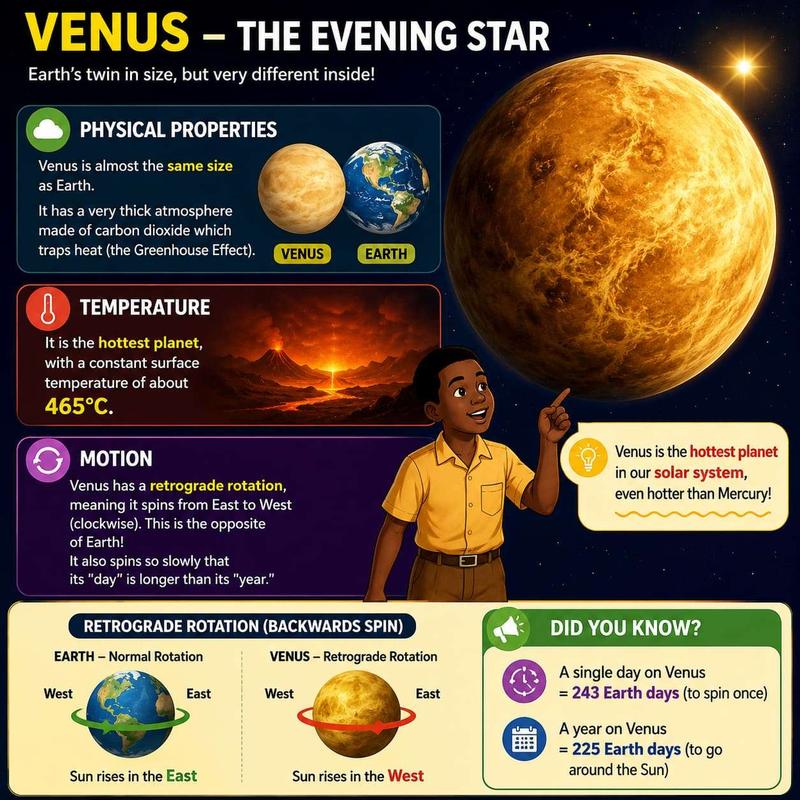 VENUS – THE EVENING STAR
Earth's twin in size, but very different inside!
PHYSICAL PROPERTIES
Venus is almost the same size
as Earth.
It has a very thick atmosphere
made of carbon dioxide which
traps heat (the Greenhouse Effect).
VENUS
EARTH
TEMPERATURE
It is the hottest planet,
with a constant surface
temperature of about
465°C.
MOTION
Venus has a retrograde rotation,
meaning it spins from East to West
(clockwise). This is the opposite
of Earth!
It also spins so slowly that
its "day" is longer than its "year."
Venus is the hottest planet
in our solar system,
even hotter than Mercury!
RETROGRADE ROTATION (BACKWARDS SPIN)
EARTH – Normal Rotation
West
East
Sun rises in the East
VENUS – Retrograde Rotation
West
East
Sun rises in the West
DID YOU KNOW?
A single day on Venus
= 243 Earth days (to spin once)
A year on Venus
= 225 Earth days (to go
around the Sun)